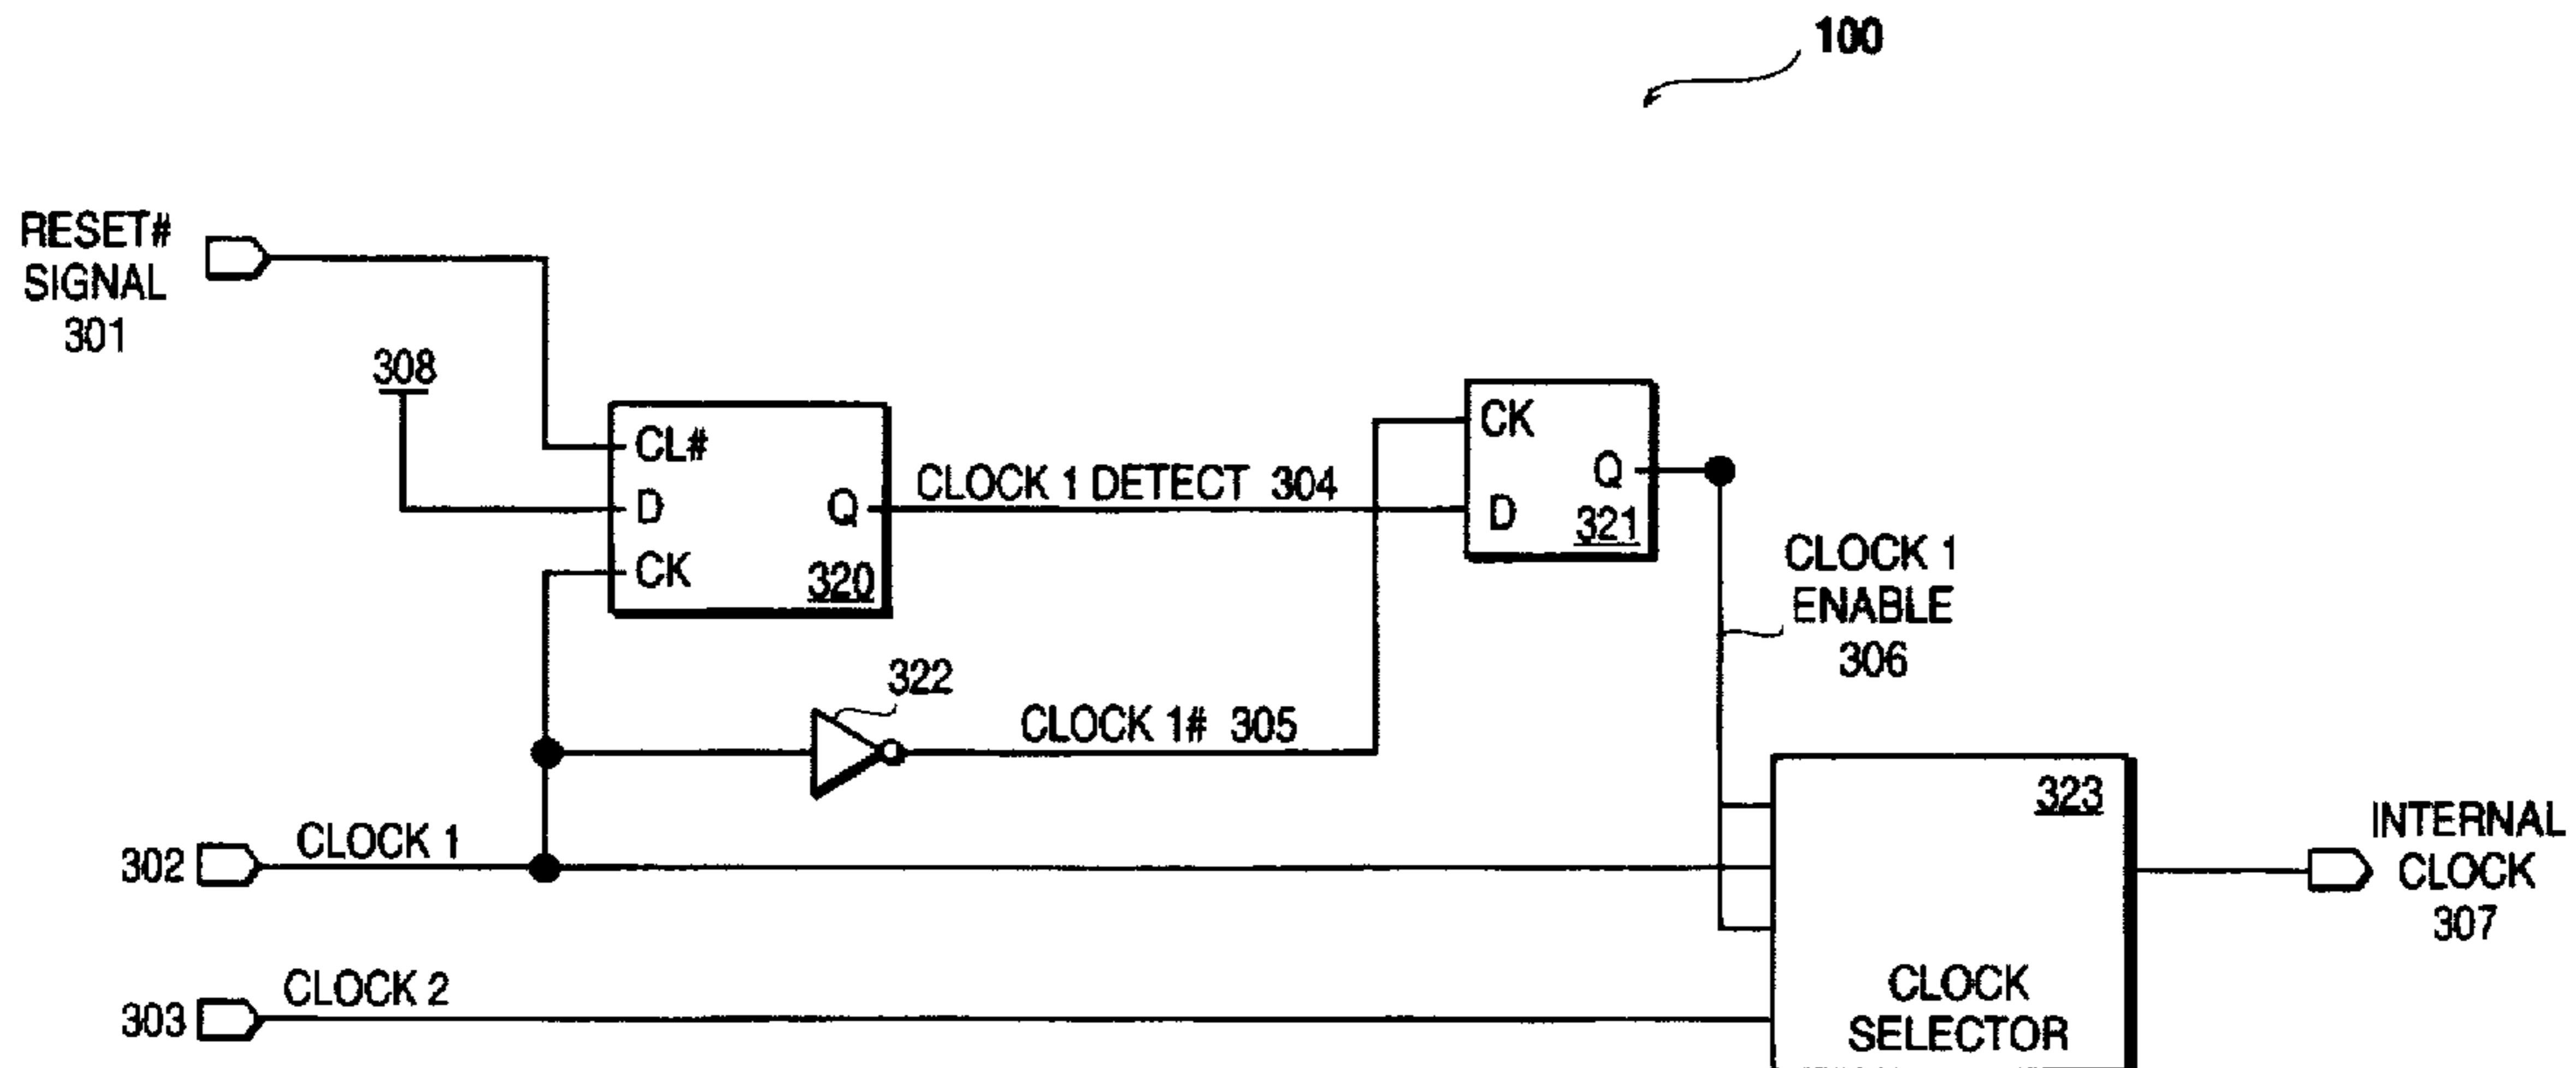 100
RESET#
SIGNAL
301
308
CL#
D
Q
CK
320
CLOCK 1 DETECT 304
CK
Q
D
321
CLOCK 1
ENABLE
306
322
CLOCK 1# 305
302
CLOCK 1
303
CLOCK 2
323
CLOCK
SELECTOR
INTERNAL
CLOCK
307